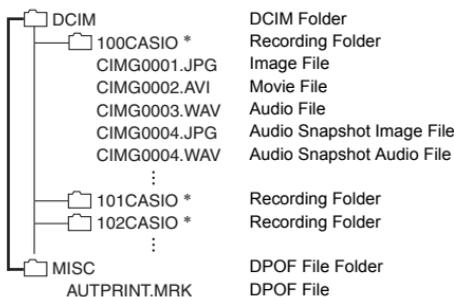 DCIM DCIM Folder
100CASIO * Recording Folder
CIMG0001.JPG Image File
CIMG0002.AVI Movie File
CIMG0003.WAV Audio File
CIMG0004.JPG Audio Snapshot Image File
CIMG0004.WAV Audio Snapshot Audio File
⋮
101CASIO * Recording Folder
102CASIO * Recording Folder
⋮
MISC DPOF File Folder
AUTPRINT.MRK DPOF File